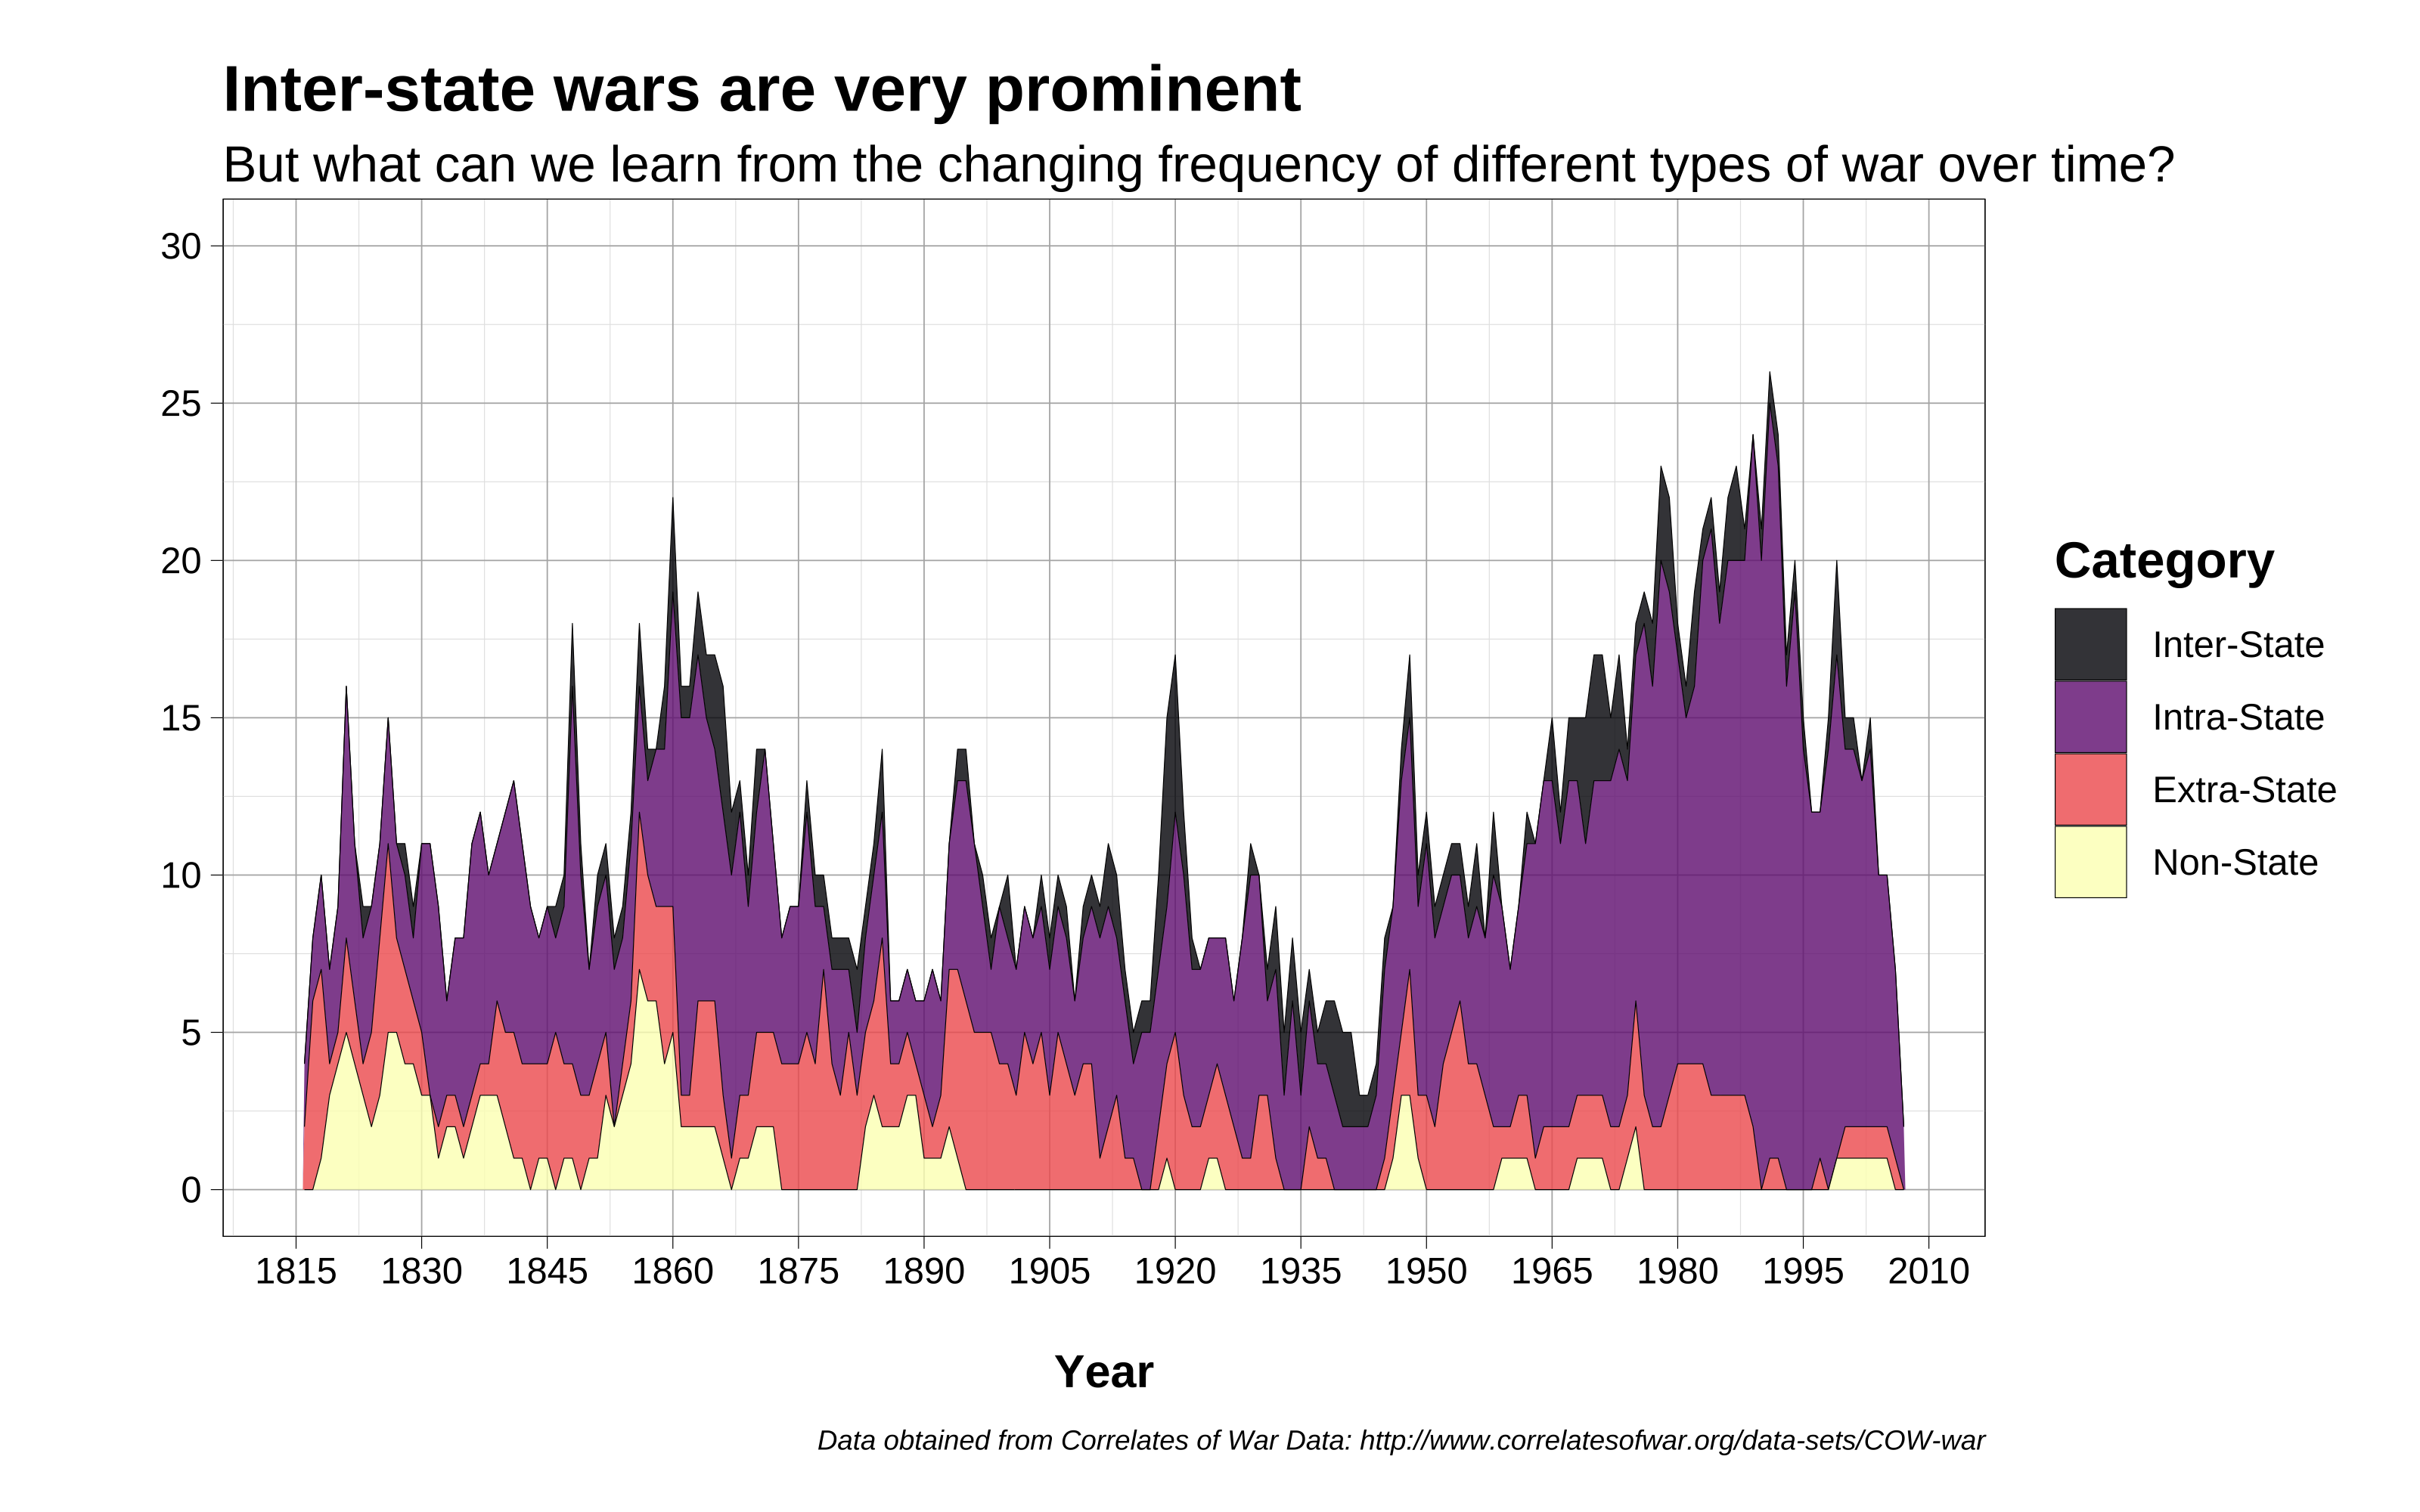 Inter-state wars are very prominent
But what can we learn from the changing frequency of different types of war over time?
30
25
20
15
10
5
0
1815 1830 1845 1860 1875 1890 1905 1920 1935 1950 1965 1980 1995 2010
Year
Category
Inter-State
Intra-State
Extra-State
Non-State
Data obtained from Correlates of War Data: http://www.correlatesofwar.org/data-sets/COW-war